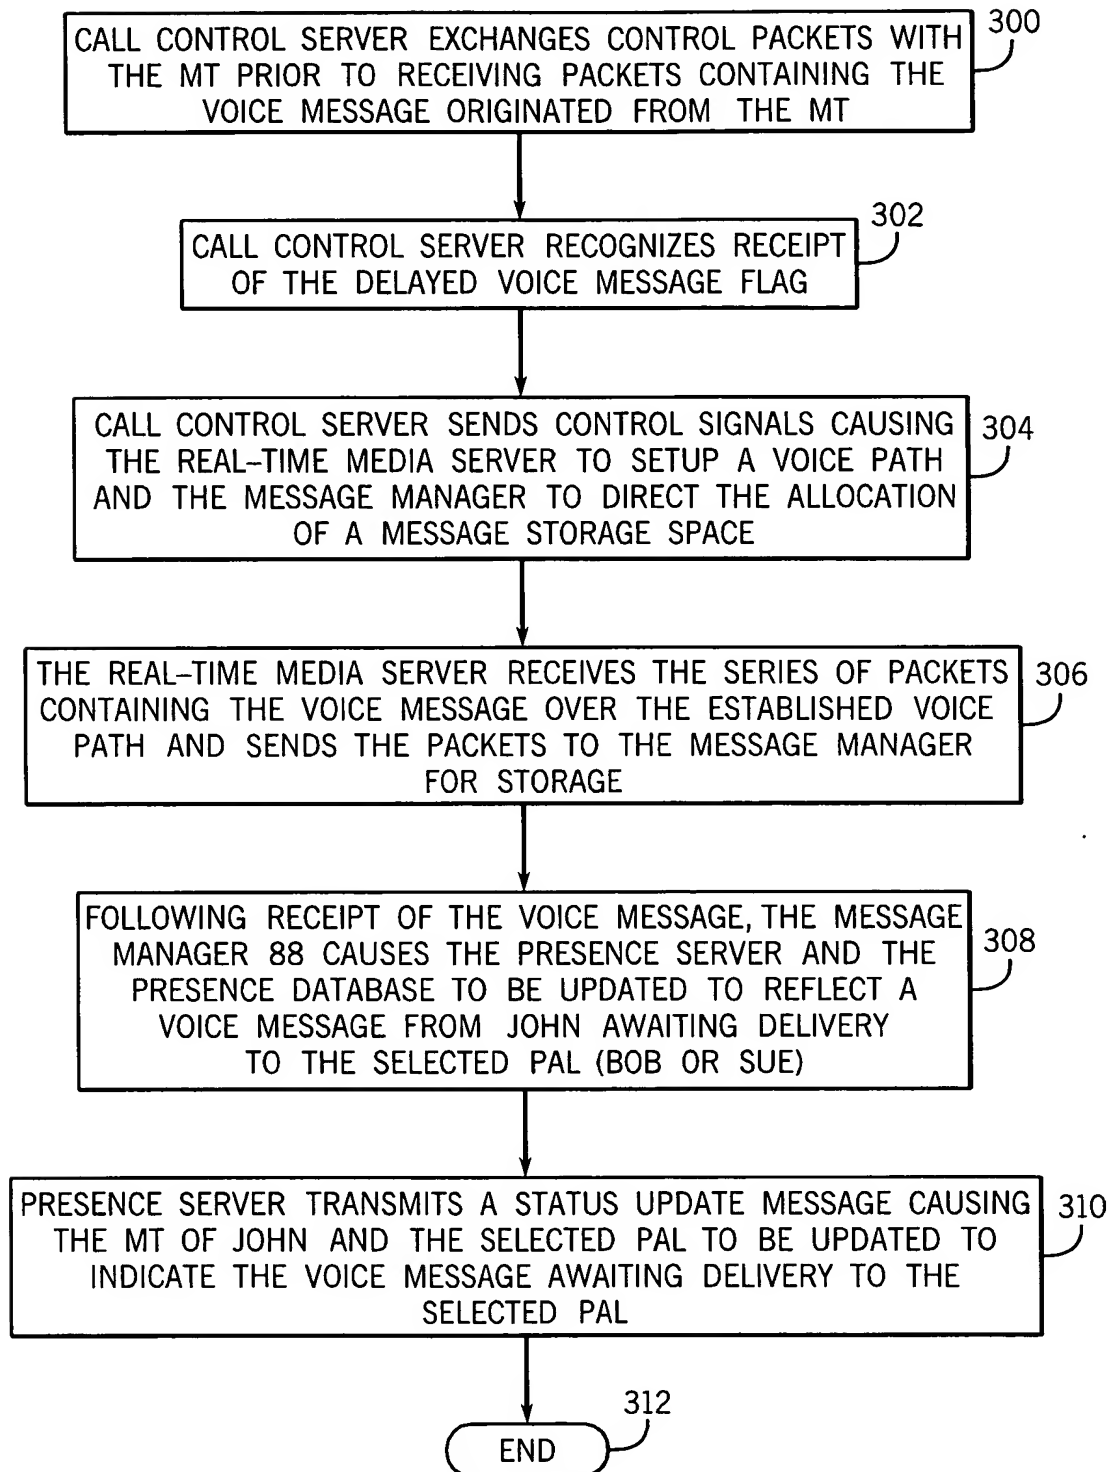 CALL CONTROL SERVER EXCHANGES CONTROL PACKETS WITH
THE MT PRIOR TO RECEIVING PACKETS CONTAINING THE
VOICE MESSAGE ORIGINATED FROM THE MT
300
CALL CONTROL SERVER RECOGNIZES RECEIPT
OF THE DELAYED VOICE MESSAGE FLAG
302
CALL CONTROL SERVER SENDS CONTROL SIGNALS CAUSING
THE REAL-TIME MEDIA SERVER TO SETUP A VOICE PATH
AND THE MESSAGE MANAGER TO DIRECT THE ALLOCATION
OF A MESSAGE STORAGE SPACE
304
THE REAL-TIME MEDIA SERVER RECEIVES THE SERIES OF PACKETS
CONTAINING THE VOICE MESSAGE OVER THE ESTABLISHED VOICE
PATH AND SENDS THE PACKETS TO THE MESSAGE MANAGER
FOR STORAGE
306
FOLLOWING RECEIPT OF THE VOICE MESSAGE, THE MESSAGE
MANAGER 88 CAUSES THE PRESENCE SERVER AND THE
PRESENCE DATABASE TO BE UPDATED TO REFLECT A
VOICE MESSAGE FROM JOHN AWAITING DELIVERY
TO THE SELECTED PAL (BOB OR SUE)
308
PRESENCE SERVER TRANSMITS A STATUS UPDATE MESSAGE CAUSING
THE MT OF JOHN AND THE SELECTED PAL TO BE UPDATED TO
INDICATE THE VOICE MESSAGE AWAITING DELIVERY TO THE
SELECTED PAL
310
END
312